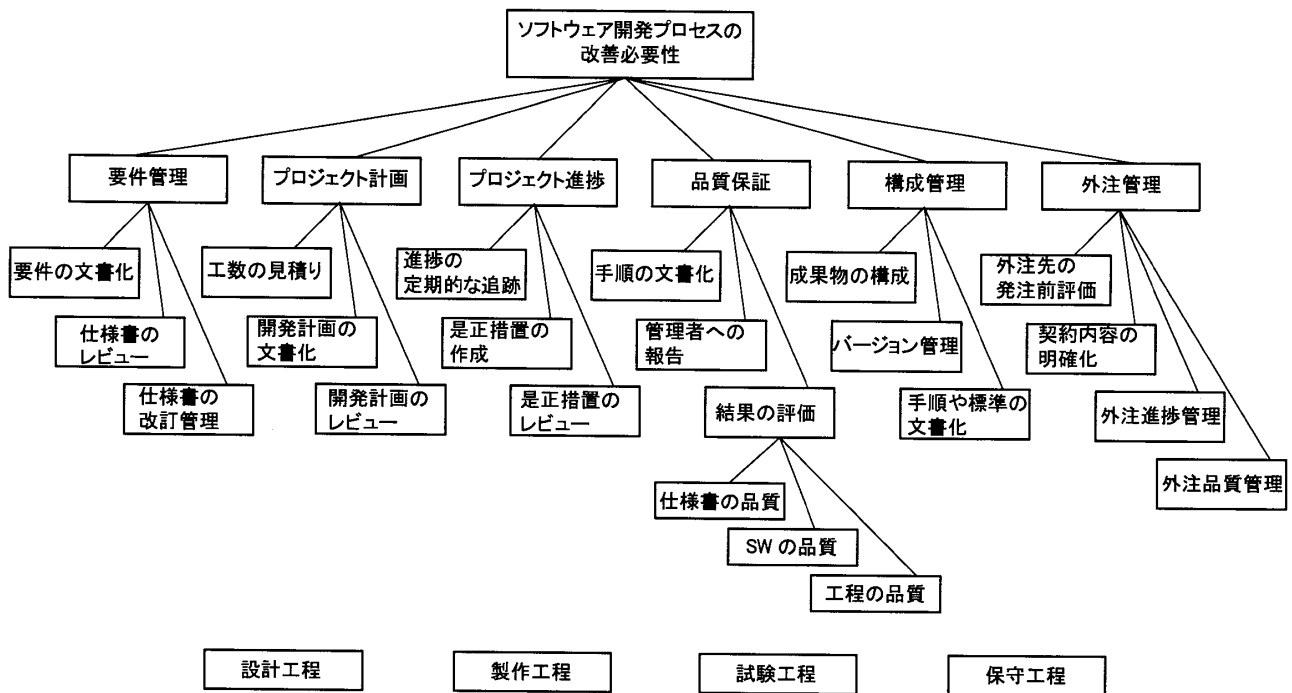 ソフトウェア開発プロセスの
改善必要性
要件管理
プロジェクト計画
プロジェクト進捗
品質保証
構成管理
外注管理
要件の文書化
仕様書の
レビュー
仕様書の
改訂管理
工数の見積り
開発計画の
文書化
開発計画の
レビュー
進捗の
定期的な追跡
是正措置の
作成
是正措置の
レビュー
手順の文書化
管理者への
報告
結果の評価
仕様書の品質
SWの品質
工程の品質
成果物の構成
バージョン管理
手順や標準の
文書化
外注先の
発注前評価
契約内容の
明確化
外注進捗管理
外注品質管理
設計工程
製作工程
試験工程
保守工程